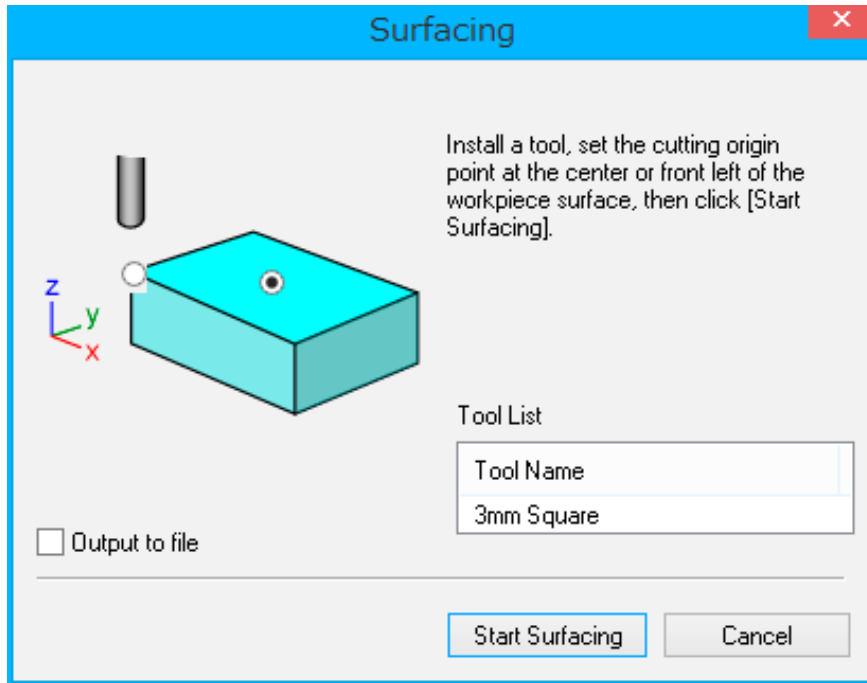 Surfacing
Install a tool, set the cutting origin
point at the center or front left of the
workpiece surface, then click [Start
Surfacing].
z
y
x
Tool List
Tool Name
3mm Square
Output to file
Start Surfacing
Cancel